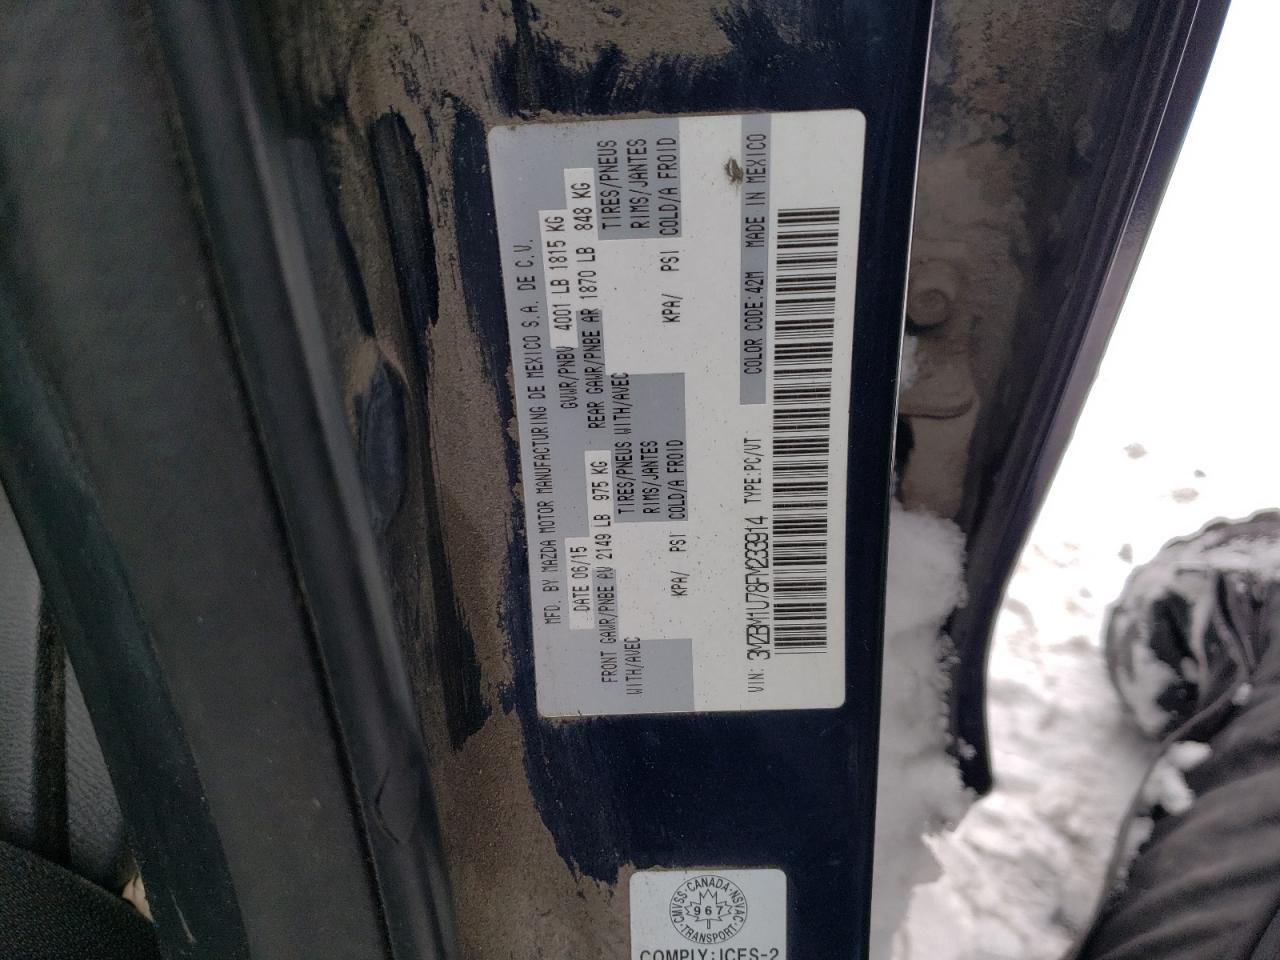 MFD. BY MAZDA MOTOR MANUFACTURING DE MEXICO S.A. DE C.V.
DATE 06/15 GVWR/PNBV 4001 LB 1815 KG
FRONT GAWR/PNBE AV 2149 LB 975 KG REAR GAWR/PNBE AR 1870 LB 848 KG
WITH/AVEC TIRES/PNEUS WITH/AVEC TIRES/PNEUS
RIMS/JANTES RIMS/JANTES
KPA/ PSI COLD/A FROID KPA/ PSI COLD/A FROID
COLOR CODE:42M MADE IN MEXICO
VIN: 3MZBM1U78FM233914 TYPE:PC/VT
CMVSS·CANADA·NSVAC
967
·TRANSPORT·
COMPLY:ICES-2